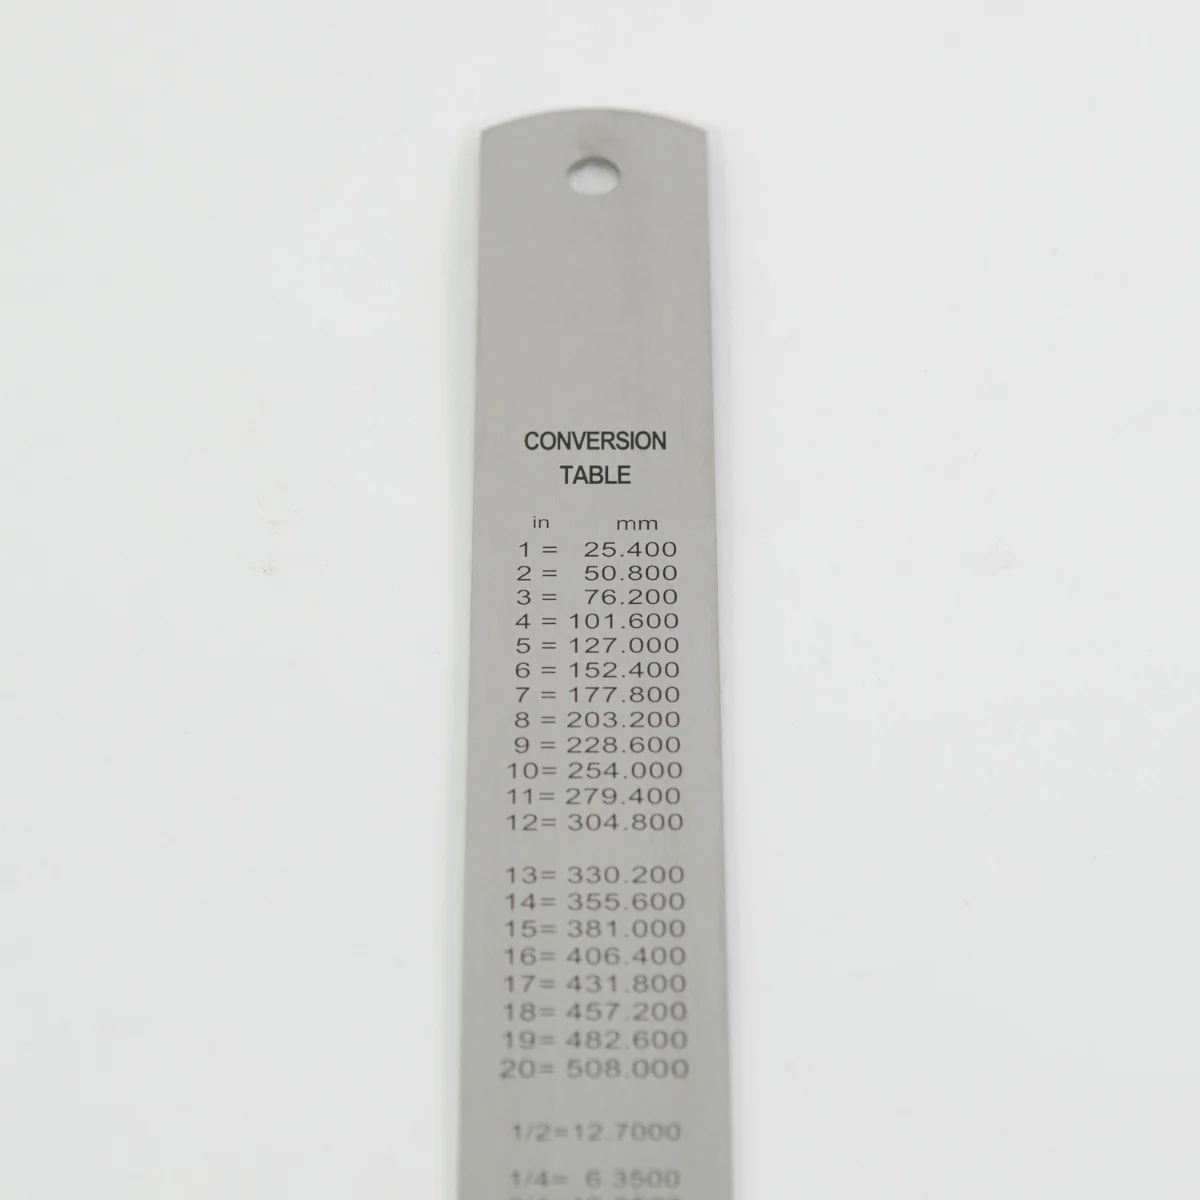 CONVERSION
TABLE
in mm
1 = 25.400
2 = 50.800
3 = 76.200
4 = 101.600
5 = 127.000
6 = 152.400
7 = 177.800
8 = 203.200
9 = 228.600
10= 254.000
11= 279.400
12= 304.800
13= 330.200
14= 355.600
15= 381.000
16= 406.400
17= 431.800
18= 457.200
19= 482.600
20= 508.000
1/2=12.7000
1/4= 6.3500